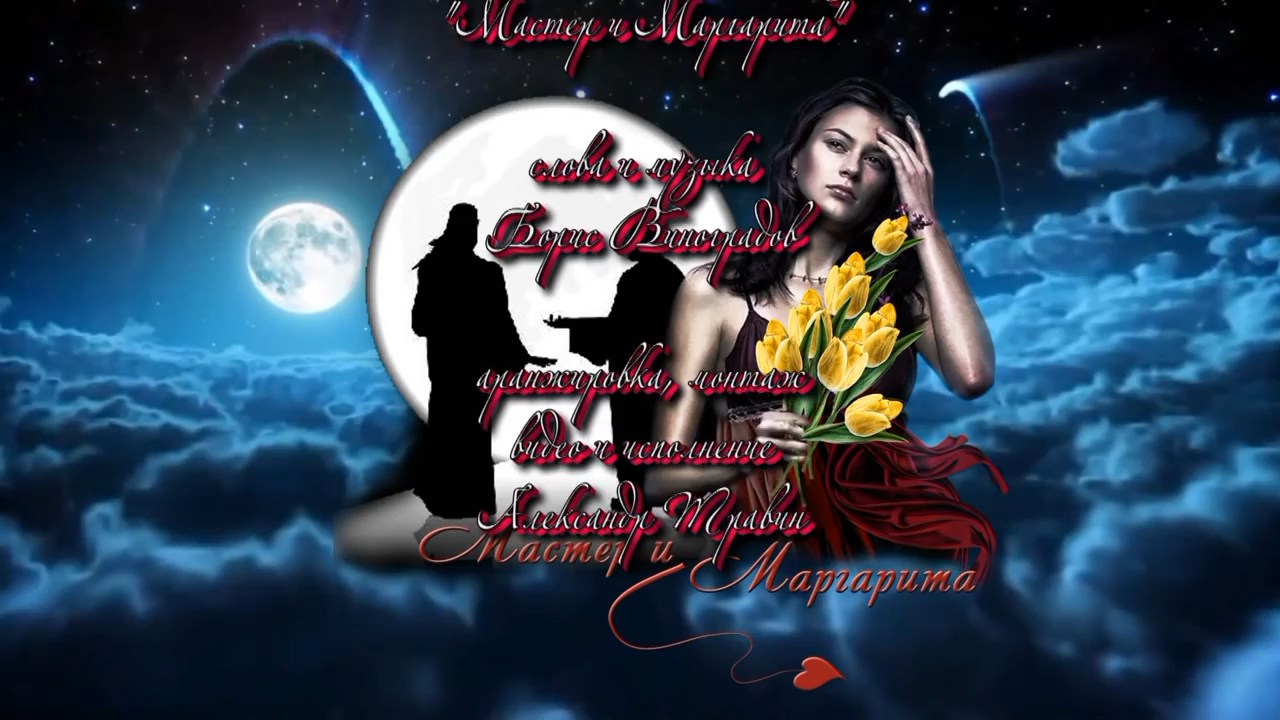 "Мастер и Маргарита"
слова и музыка
Борис Виноградов
аранжировка, монтаж
видео и исполнение
Александр Травин
Мастер и Маргарита